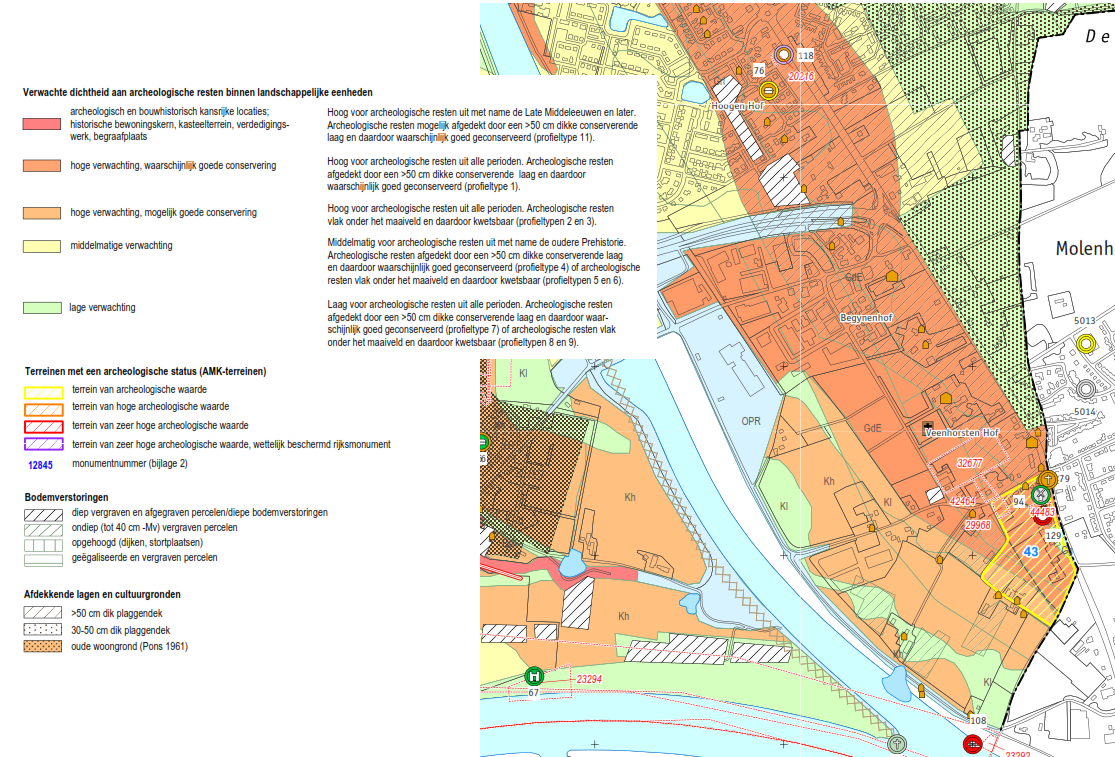 Verwachte dichtheid aan archeologische resten binnen landschappelijke eenheden
archeologisch en bouwhistorisch kansrijke locaties;
historische bewoningskern, kasteelterrein, verdedigings-
werk, begraafplaats
Hoog voor archeologische resten uit met name de Late Middeleeuwen en later.
Archeologische resten mogelijk afgedekt door een >50 cm dikke conserverende
laag en daardoor waarschijnlijk goed geconserveerd (profieltype 11).
hoge verwachting, waarschijnlijk goede conservering
Hoog voor archeologische resten uit alle perioden. Archeologische resten
afgedekt door een >50 cm dikke conserverende laag en daardoor
waarschijnlijk goed geconserveerd (profieltype 1).
hoge verwachting, mogelijk goede conservering
Hoog voor archeologische resten uit alle perioden. Archeologische resten
vlak onder het maaiveld en daardoor kwetsbaar (profieltypen 2 en 3).
middelmatige verwachting
Middelmatig voor archeologische resten uit met name de oudere Prehistorie.
Archeologische resten afgedekt door een >50 cm dikke conserverende laag
en daardoor waarschijnlijk goed geconserveerd (profieltype 4) of archeologische
resten vlak onder het maaiveld en daardoor kwetsbaar (profieltypen 5 en 6).
lage verwachting
Laag voor archeologische resten uit alle perioden. Archeologische resten
afgedekt door een >50 cm dikke conserverende laag en daardoor waar-
schijnlijk goed geconserveerd (profieltype 7) of archeologische resten vlak
onder het maaiveld en daardoor kwetsbaar (profieltypen 8 en 9).
Terreinen met een archeologische status (AMK-terreinen)
terrein van archeologische waarde
terrein van hoge archeologische waarde
terrein van zeer hoge archeologische waarde
terrein van zeer hoge archeologische waarde, wettelijk beschermd rijksmonument
12845 monumentnummer (bijlage 2)
Bodemverstoringen
diep vergraven en afgegraven percelen/diepe bodemverstoringen
ondiep (tot 40 cm -Mv) vergraven percelen
opgehoogd (dijken, stortplaatsen)
geëgaliseerde en vergraven percelen
Afdekkende lagen en cultuurgronden
>50 cm dik plaggendek
30-50 cm dik plaggendek
oude woongrond (Pons 1961)
De
118
76
20216
Hoogen Hof
Molenh
GdE
Begynenhof
5013
Kl
5014
OPR
GdE
Veenhorsten Hof
32677
79
Kh
Kh
Kl
42464
94
44483
Kl
29968
129
43
Kh
Kh
Kl
23294
67
108
23292